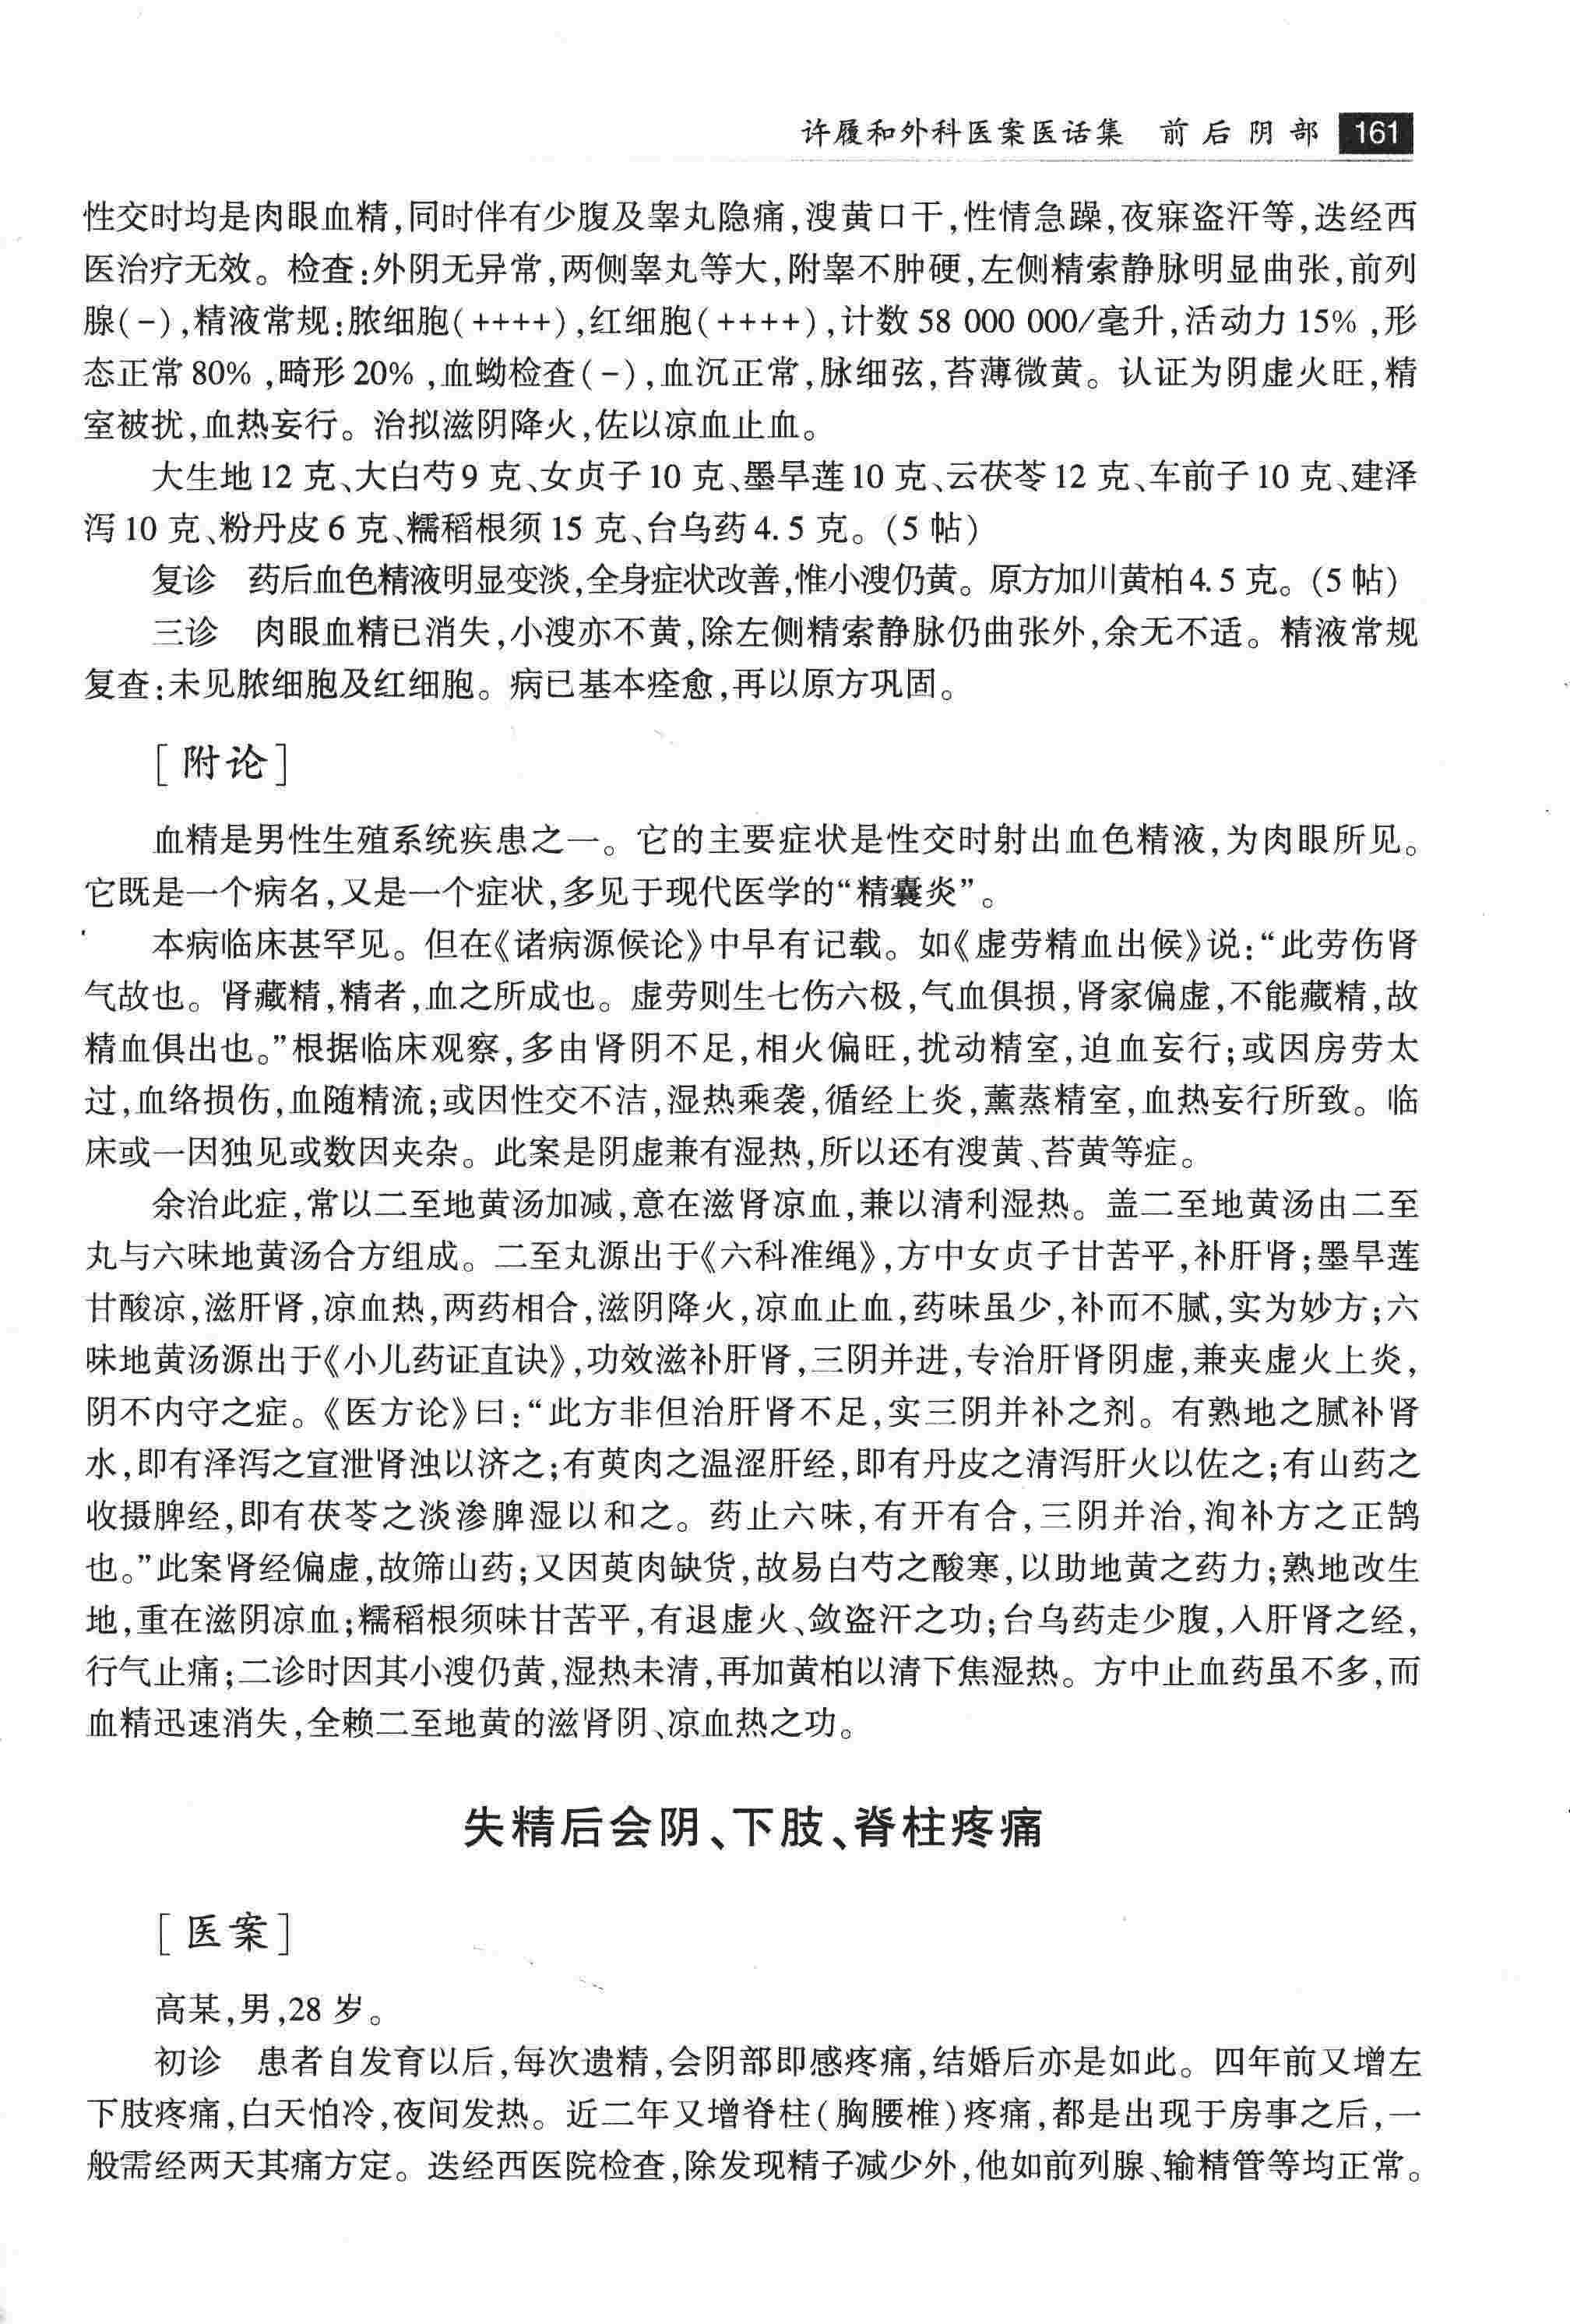 许履和外科医案医话集 前后阴部 161
性交时均是肉眼血精,同时伴有少腹及睾丸隐痛,溲黄口干,性情急躁,夜寐盗汗等,迭经西
医治疗无效。检查:外阴无异常,两侧睾丸等大,附睾不肿硬,左侧精索静脉明显曲张,前列
腺(-),精液常规:脓细胞(++++),红细胞(++++),计数 58 000 000/毫升,活动力 15%,形
态正常 80%,畸形 20%,血蚴检查(-),血沉正常,脉细弦,苔薄微黄。认证为阴虚火旺,精
室被扰,血热妄行。治拟滋阴降火,佐以凉血止血。
大生地 12 克、大白芍 9 克、女贞子 10 克、墨旱莲 10 克、云茯苓 12 克、车前子 10 克、建泽
泻 10 克、粉丹皮 6 克、糯稻根须 15 克、台乌药 4.5 克。(5 帖)
复诊 药后血色精液明显变淡,全身症状改善,惟小溲仍黄。原方加川黄柏 4.5 克。(5 帖)
三诊 肉眼血精已消失,小溲亦不黄,除左侧精索静脉仍曲张外,余无不适。精液常规
复查:未见脓细胞及红细胞。病已基本痊愈,再以原方巩固。
[附论]
血精是男性生殖系统疾患之一。它的主要症状是性交时射出血色精液,为肉眼所见。
它既是一个病名,又是一个症状,多见于现代医学的“精囊炎”。
本病临床甚罕见。但在《诸病源候论》中早有记载。如《虚劳精血出候》说:“此劳伤肾
气故也。肾藏精,精者,血之所成也。虚劳则生七伤六极,气血俱损,肾家偏虚,不能藏精,故
精血俱出也。”根据临床观察,多由肾阴不足,相火偏旺,扰动精室,迫血妄行;或因房劳太
过,血络损伤,血随精流;或因性交不洁,湿热乘袭,循经上炎,薰蒸精室,血热妄行所致。临
床或一因独见或数因夹杂。此案是阴虚兼有湿热,所以还有溲黄、苔黄等症。
余治此症,常以二至地黄汤加减,意在滋肾凉血,兼以清利湿热。盖二至地黄汤由二至
丸与六味地黄汤合方组成。二至丸源出于《六科准绳》,方中女贞子甘苦平,补肝肾;墨旱莲
甘酸凉,滋肝肾,凉血热,两药相合,滋阴降火,凉血止血,药味虽少,补而不腻,实为妙方;六
味地黄汤源出于《小儿药证直诀》,功效滋补肝肾,三阴并进,专治肝肾阴虚,兼夹虚火上炎,
阴不内守之症。《医方论》曰:“此方非但治肝肾不足,实三阴并补之剂。有熟地之腻补肾
水,即有泽泻之宣泄肾浊以济之;有萸肉之温涩肝经,即有丹皮之清泻肝火以佐之;有山药之
收摄脾经,即有茯苓之淡渗脾湿以和之。药止六味,有开有合,三阴并治,洵补方之正鹄
也。”此案肾经偏虚,故筛山药;又因萸肉缺货,故易白芍之酸寒,以助地黄之药力;熟地改生
地,重在滋阴凉血;糯稻根须味甘苦平,有退虚火、敛盗汗之功;台乌药走少腹,入肝肾之经,
行气止痛;二诊时因其小溲仍黄,湿热未清,再加黄柏以清下焦湿热。方中止血药虽不多,而
血精迅速消失,全赖二至地黄的滋肾阴、凉血热之功。
失精后会阴、下肢、脊柱疼痛
[医案]
高某,男,28 岁。
初诊 患者自发育以后,每次遗精,会阴部即感疼痛,结婚后亦是如此。四年前又增左
下肢疼痛,白天怕冷,夜间发热。近二年又增脊柱(胸腰椎)疼痛,都是出现于房事之后,一
般需经两天其痛方定。迭经西医院检查,除发现精子减少外,他如前列腺、输精管等均正常。